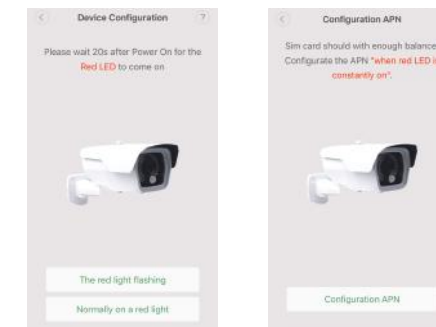 Device Configuration
?
Please wait 20s after Power On for the
Red LED to come on
The red light flashing
Normally on a red light
Configuration APN
Sim card should with enough balance
Configurate the APN "when red LED i
constantly on".
Configuration APN